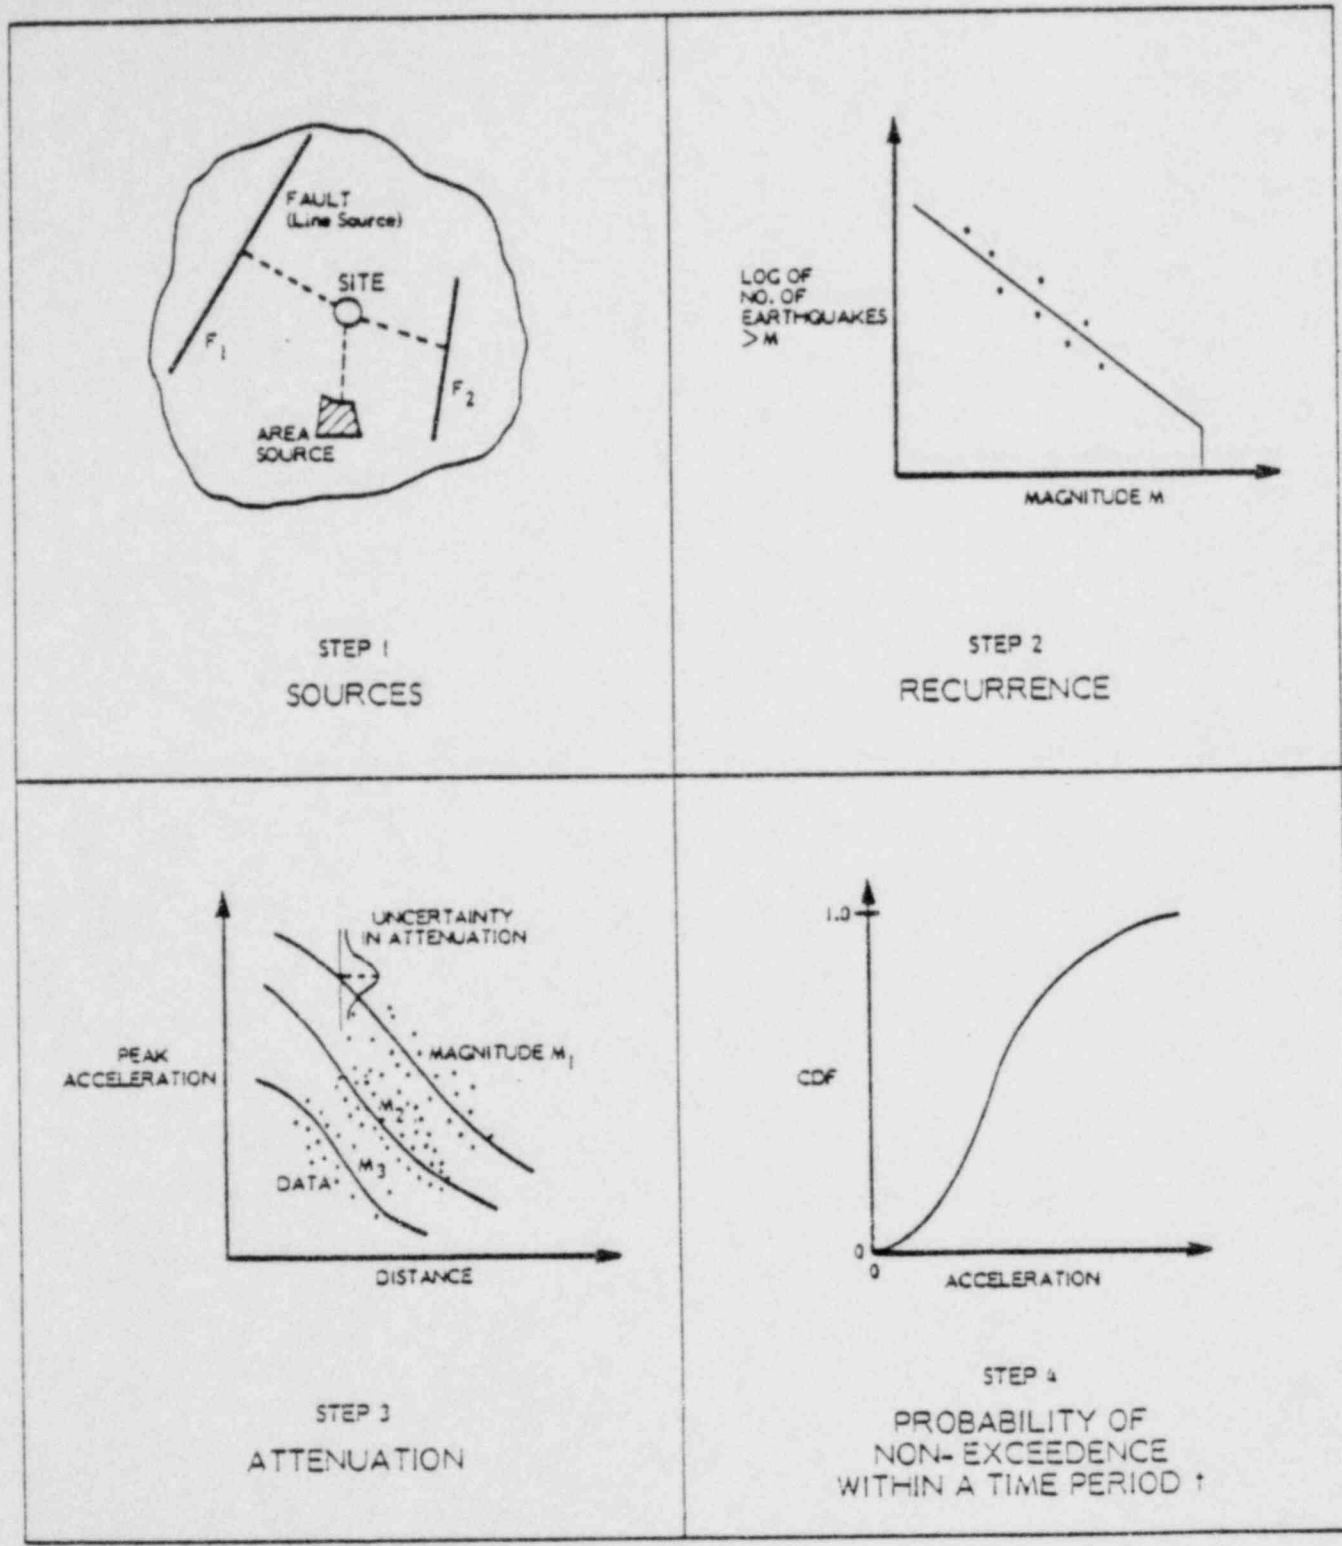 FAULT
(Line Source)
SITE
F1
F2
AREA
SOURCE
STEP 1
SOURCES
LOG OF
NO. OF
EARTHQUAKES
>M
MAGNITUDE M
STEP 2
RECURRENCE
UNCERTAINTY
IN ATTENUATION
PEAK
ACCELERATION
MAGNITUDE M1
M2
M3
DATA
DISTANCE
STEP 3
ATTENUATION
1.0
CDF
0
0
ACCELERATION
STEP 4
PROBABILITY OF
NON-EXCEEDENCE
WITHIN A TIME PERIOD t